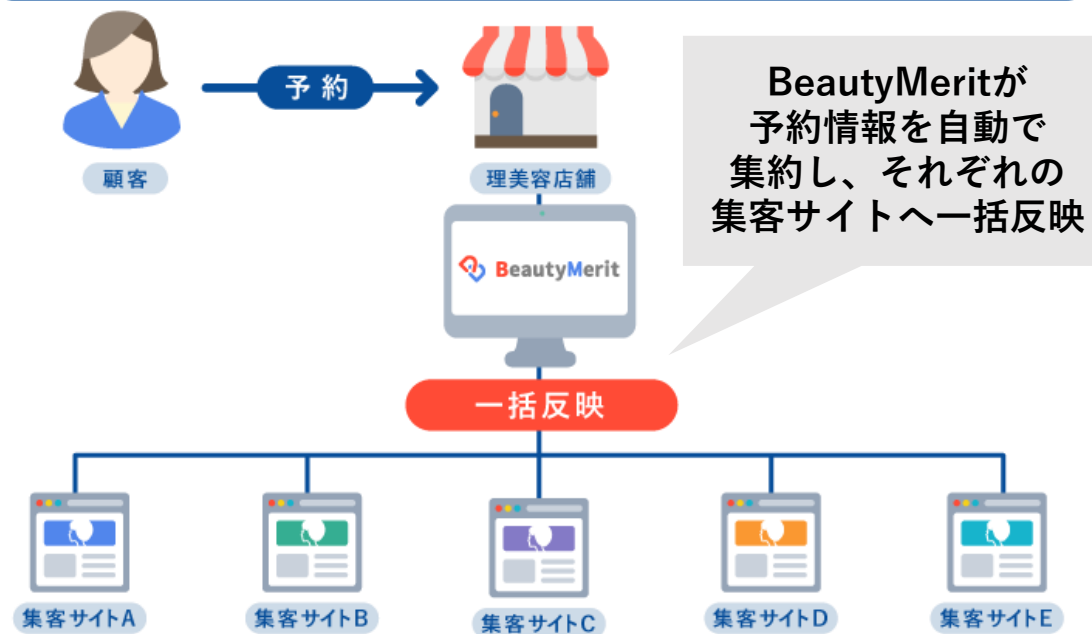 予約
顧客
理美容店舗
BeautyMeritが
予約情報を自動で
集約し、それぞれの
集客サイトへ一括反映
BeautyMerit
一括反映
集客サイトA
集客サイトB
集客サイトC
集客サイトD
集客サイトE